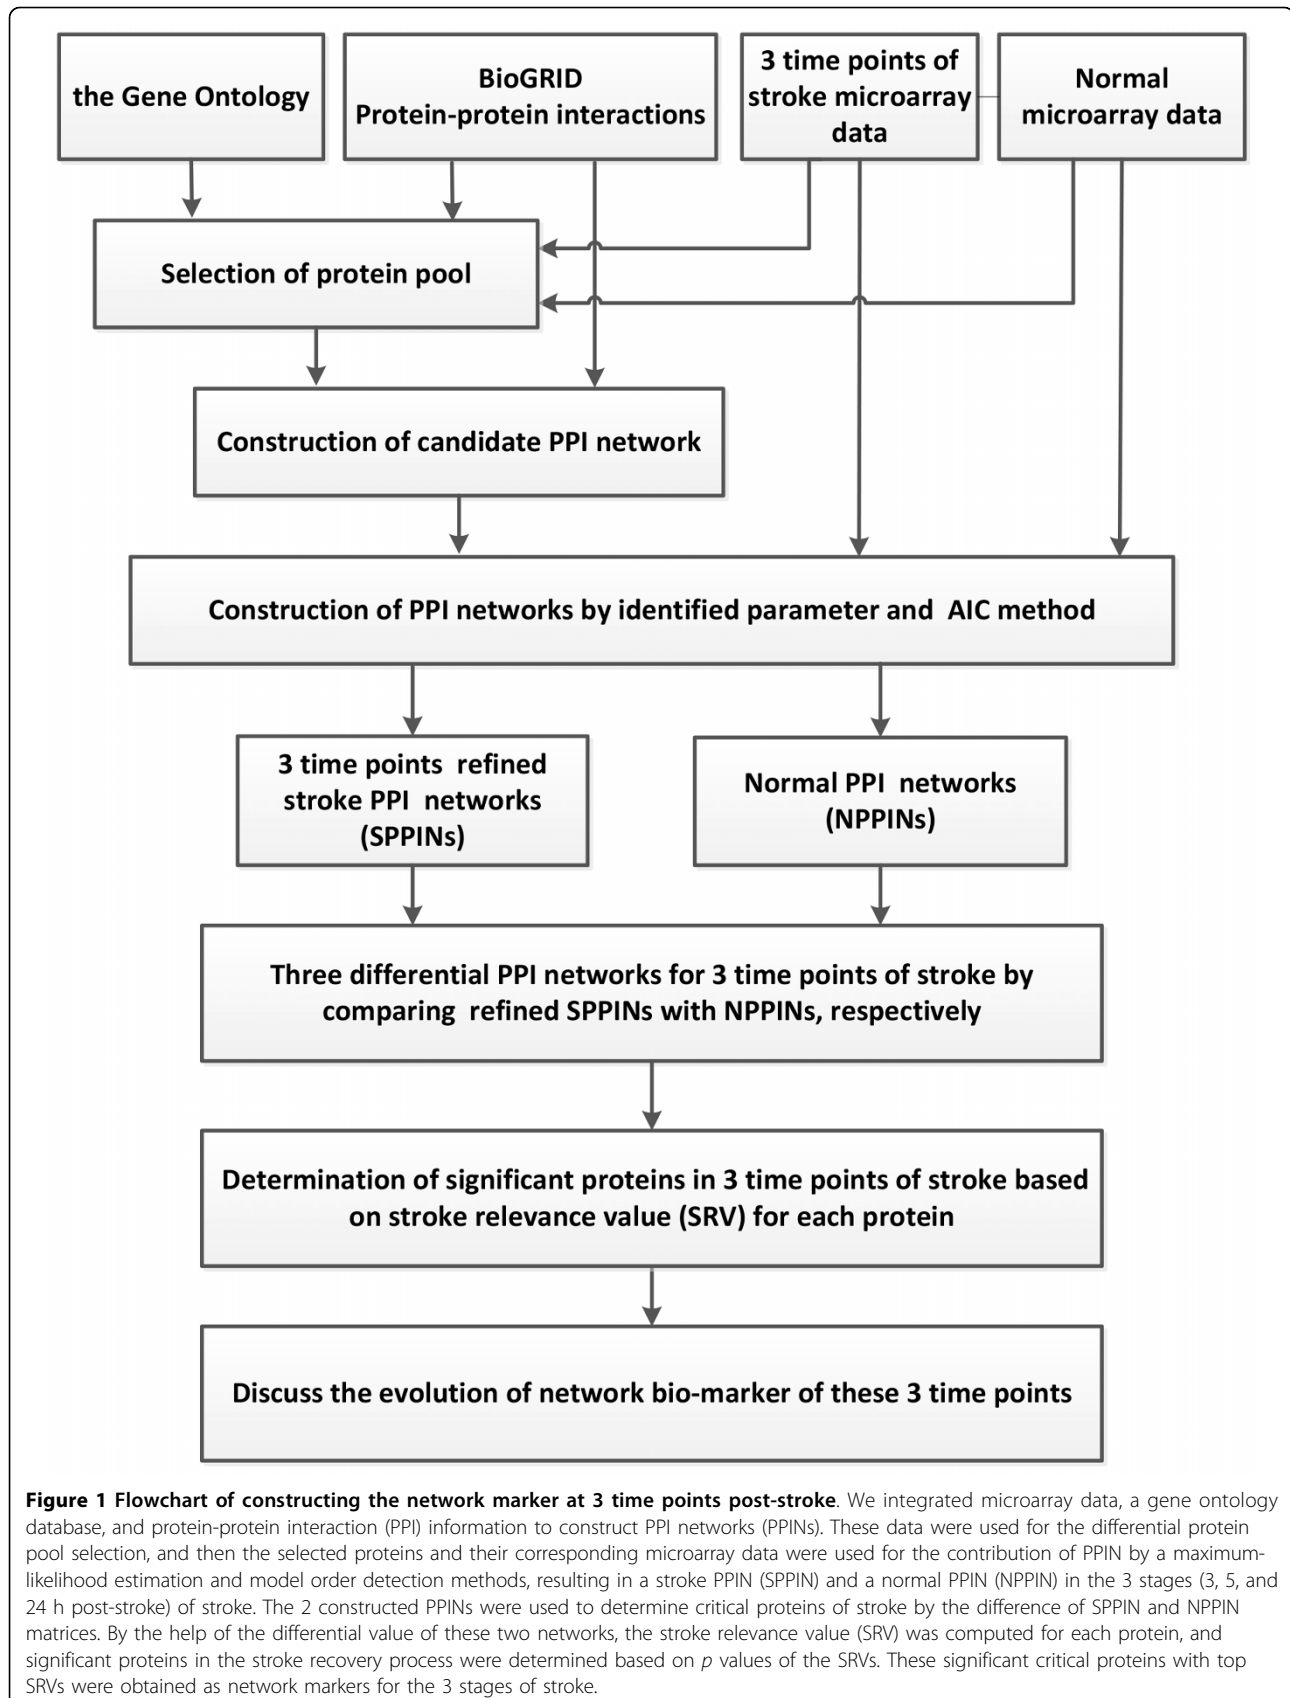 the Gene Ontology
BioGRID
Protein-protein interactions
3 time points of
stroke microarray
data
Normal
microarray data
Selection of protein pool
Construction of candidate PPI network
Construction of PPI networks by identified parameter and AIC method
3 time points refined
stroke PPI networks
(SPPINs)
Normal PPI networks
(NPPINs)
Three differential PPI networks for 3 time points of stroke by
comparing refined SPPINs with NPPINs, respectively
Determination of significant proteins in 3 time points of stroke based
on stroke relevance value (SRV) for each protein
Discuss the evolution of network bio-marker of these 3 time points
Figure 1 Flowchart of constructing the network marker at 3 time points post-stroke. We integrated microarray data, a gene ontology
database, and protein-protein interaction (PPI) information to construct PPI networks (PPINs). These data were used for the differential protein
pool selection, and then the selected proteins and their corresponding microarray data were used for the contribution of PPIN by a maximum-
likelihood estimation and model order detection methods, resulting in a stroke PPIN (SPPIN) and a normal PPIN (NPPIN) in the 3 stages (3, 5, and
24 h post-stroke) of stroke. The 2 constructed PPINs were used to determine critical proteins of stroke by the difference of SPPIN and NPPIN
matrices. By the help of the differential value of these two networks, the stroke relevance value (SRV) was computed for each protein, and
significant proteins in the stroke recovery process were determined based on p values of the SRVs. These significant critical proteins with top
SRVs were obtained as network markers for the 3 stages of stroke.